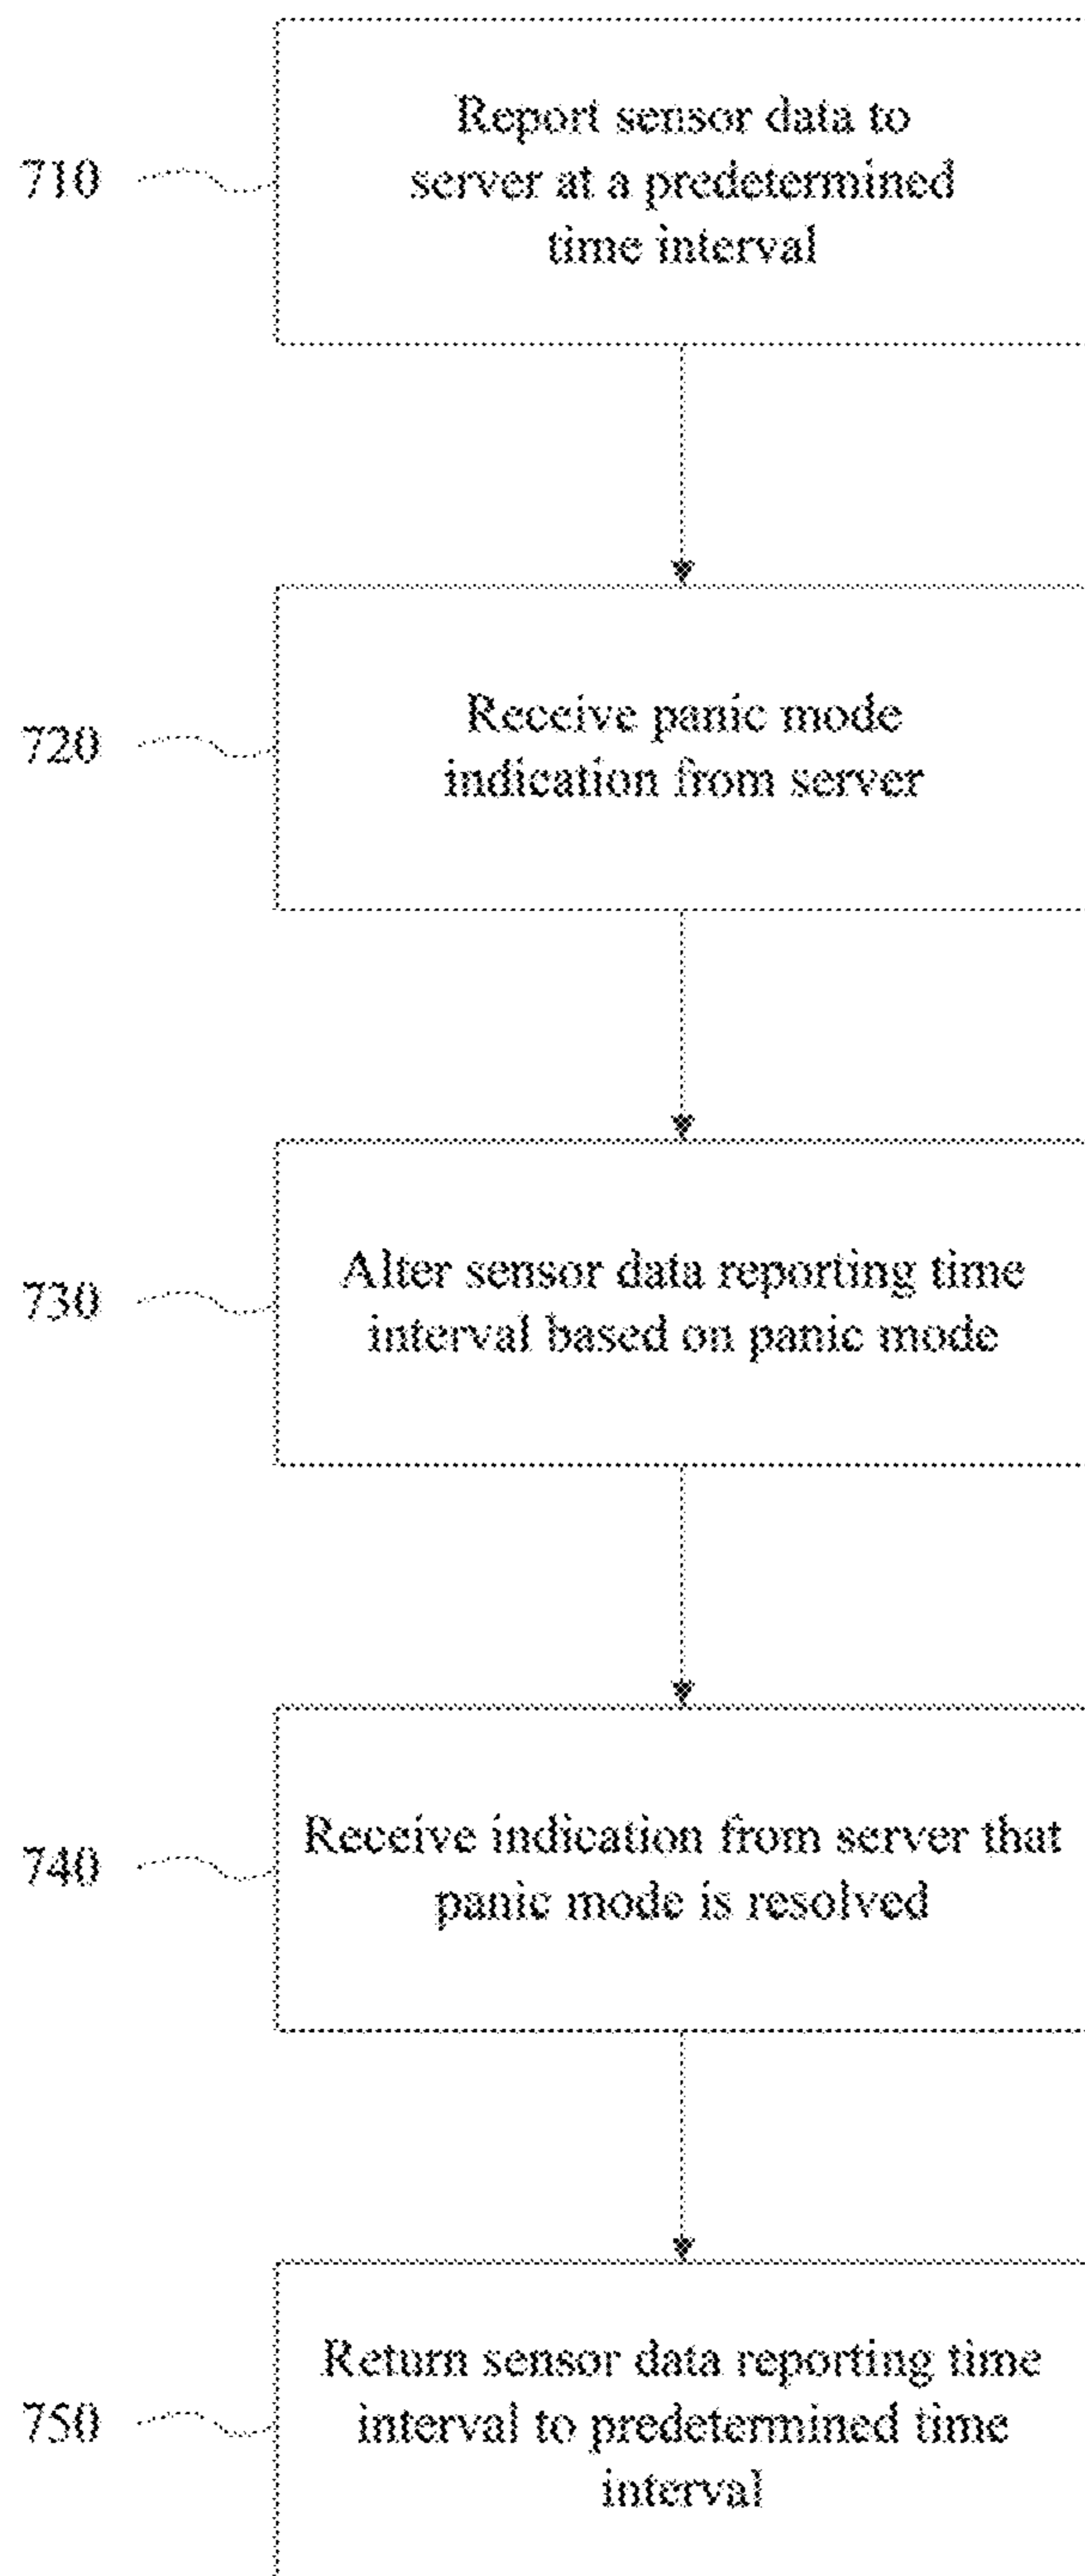 Report sensor data to
710
server at a predetermined
time interval
Receive panic mode
720
indication from server
Alter sensor data reporting time
730
interval based on panic mode
Receive indication from server that
740
panic mode is resolved
Return sensor data reporting time
750
interval to predetermined time
interval